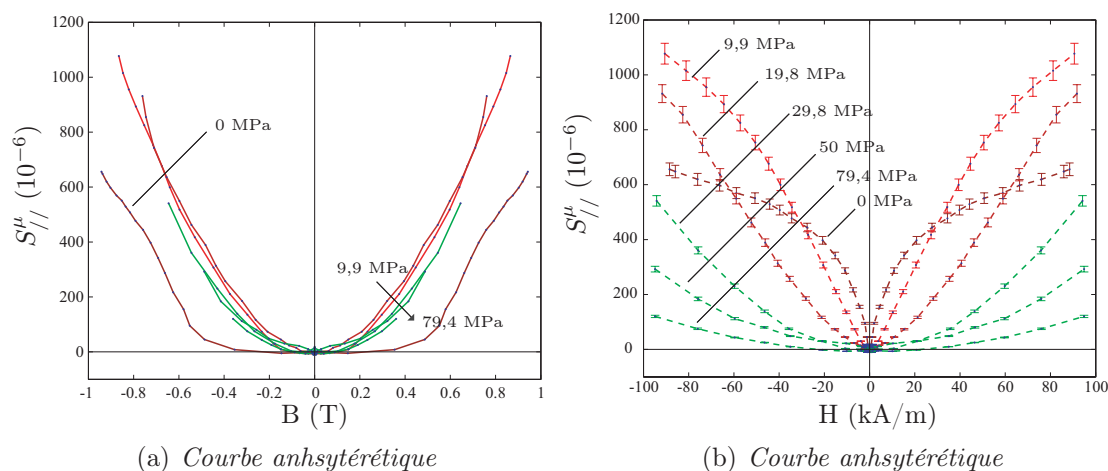 1200
1000
800
600
400
200
0
-1 -0.8 -0.6 -0.4 -0.2 0 0.2 0.4 0.6 0.8 1
B (T)
S^μ_// (10^−6)
0 MPa
9,9 MPa
79,4 MPa
(a) Courbe anhsytérétique
1200
1000
800
600
400
200
0
-100 -80 -60 -40 -20 0 20 40 60 80 100
H (kA/m)
S^μ_// (10^−6)
9,9 MPa
19,8 MPa
29,8 MPa
50 MPa
79,4 MPa
0 MPa
(b) Courbe anhsytérétique